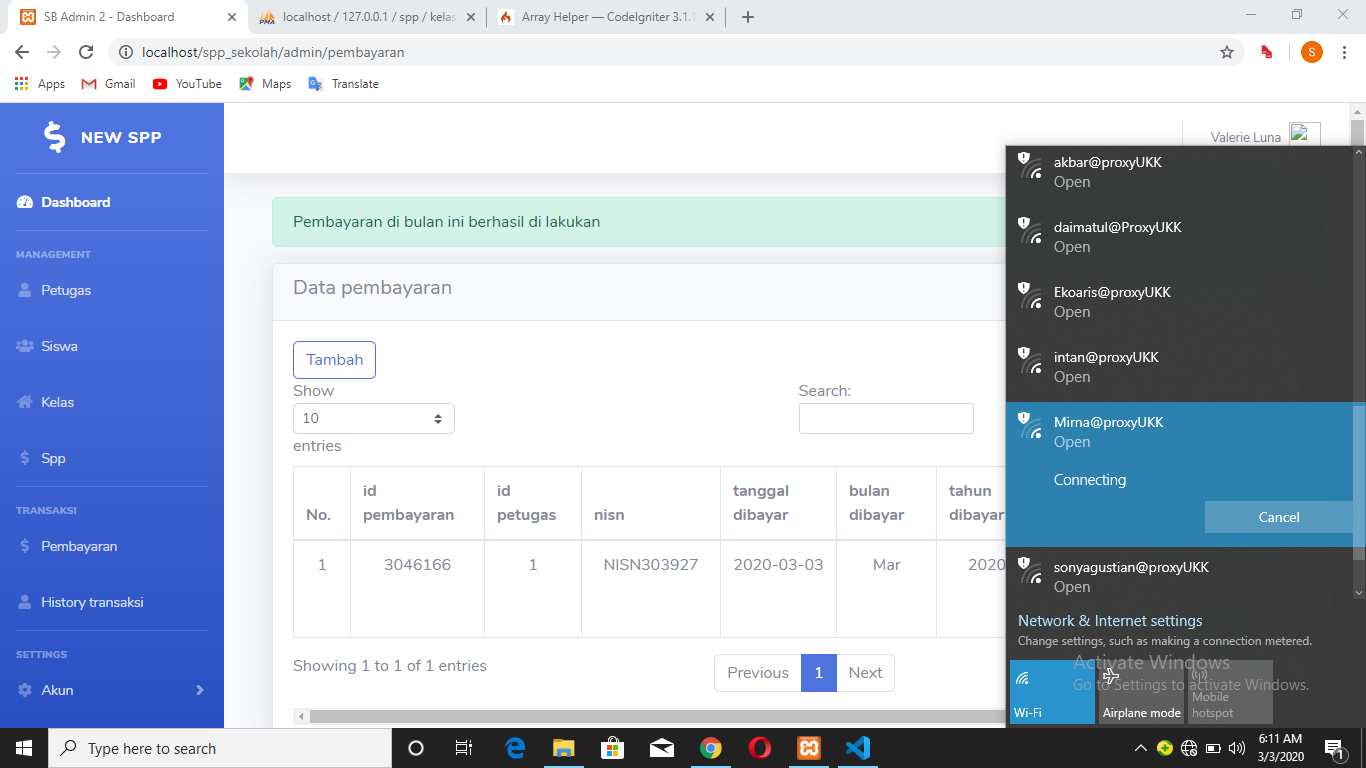 SB Admin 2 - Dashboard
localhost / 127.0.0.1 / spp / kelas
Array Helper — CodeIgniter 3.1.1
localhost/spp_sekolah/admin/pembayaran
S
Apps
Gmail
YouTube
Maps
Translate
NEW SPP
Dashboard
MANAGEMENT
Petugas
Siswa
Kelas
Spp
TRANSAKSI
Pembayaran
History transaksi
SETTINGS
Akun
Valerie Luna
Pembayaran di bulan ini berhasil di lakukan
Data pembayaran
Tambah
Show
10
entries
Search:
No.
id pembayaran
id petugas
nisn
tanggal dibayar
bulan dibayar
tahun dibayar
1
3046166
1
NISN303927
2020-03-03
Mar
2020
Showing 1 to 1 of 1 entries
Previous
1
Next
akbar@proxyUKK
Open
daimatul@ProxyUKK
Open
Ekoaris@proxyUKK
Open
intan@proxyUKK
Open
Mirna@proxyUKK
Open
Connecting
Cancel
sonyagustian@proxyUKK
Open
Network & Internet settings
Change settings, such as making a connection metered.
Activate Windows
Go to Settings to activate Windows.
Wi-Fi
Airplane mode
Mobile hotspot
Type here to search
6:11 AM
3/3/2020
1